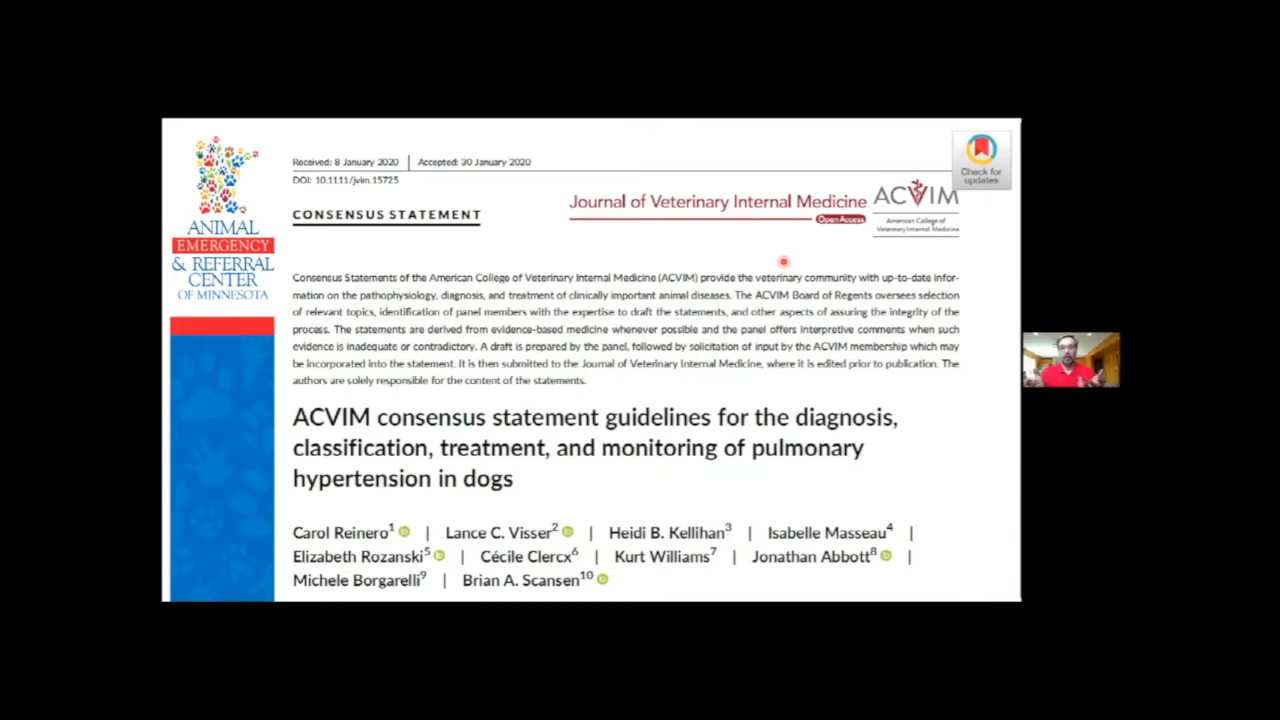 ANIMAL
EMERGENCY
& REFERRAL
CENTER
OF MINNESOTA
Received: 8 January 2020 | Accepted: 30 January 2020
DOI: 10.1111/jvim.15725
CONSENSUS STATEMENT
Journal of Veterinary Internal Medicine
Open Access
ACVIM
American College of
Veterinary Internal Medicine
Check for
updates
Consensus Statements of the American College of Veterinary Internal Medicine (ACVIM) provide the veterinary community with up-to-date infor-
mation on the pathophysiology, diagnosis, and treatment of clinically important animal diseases. The ACVIM Board of Regents oversees selection
of relevant topics, identification of panel members with the expertise to draft the statements, and other aspects of assuring the integrity of the
process. The statements are derived from evidence-based medicine whenever possible and the panel offers interpretive comments when such
evidence is inadequate or contradictory. A draft is prepared by the panel, followed by solicitation of input by the ACVIM membership which may
be incorporated into the statement. It is then submitted to the Journal of Veterinary Internal Medicine, where it is edited prior to publication. The
authors are solely responsible for the content of the statements.
ACVIM consensus statement guidelines for the diagnosis,
classification, treatment, and monitoring of pulmonary
hypertension in dogs
Carol Reinero1 | Lance C. Visser2 | Heidi B. Kellihan3 | Isabelle Masseau4 |
Elizabeth Rozanski5 | Cécile Clercx6 | Kurt Williams7 | Jonathan Abbott8 |
Michele Borgarelli9 | Brian A. Scansen10